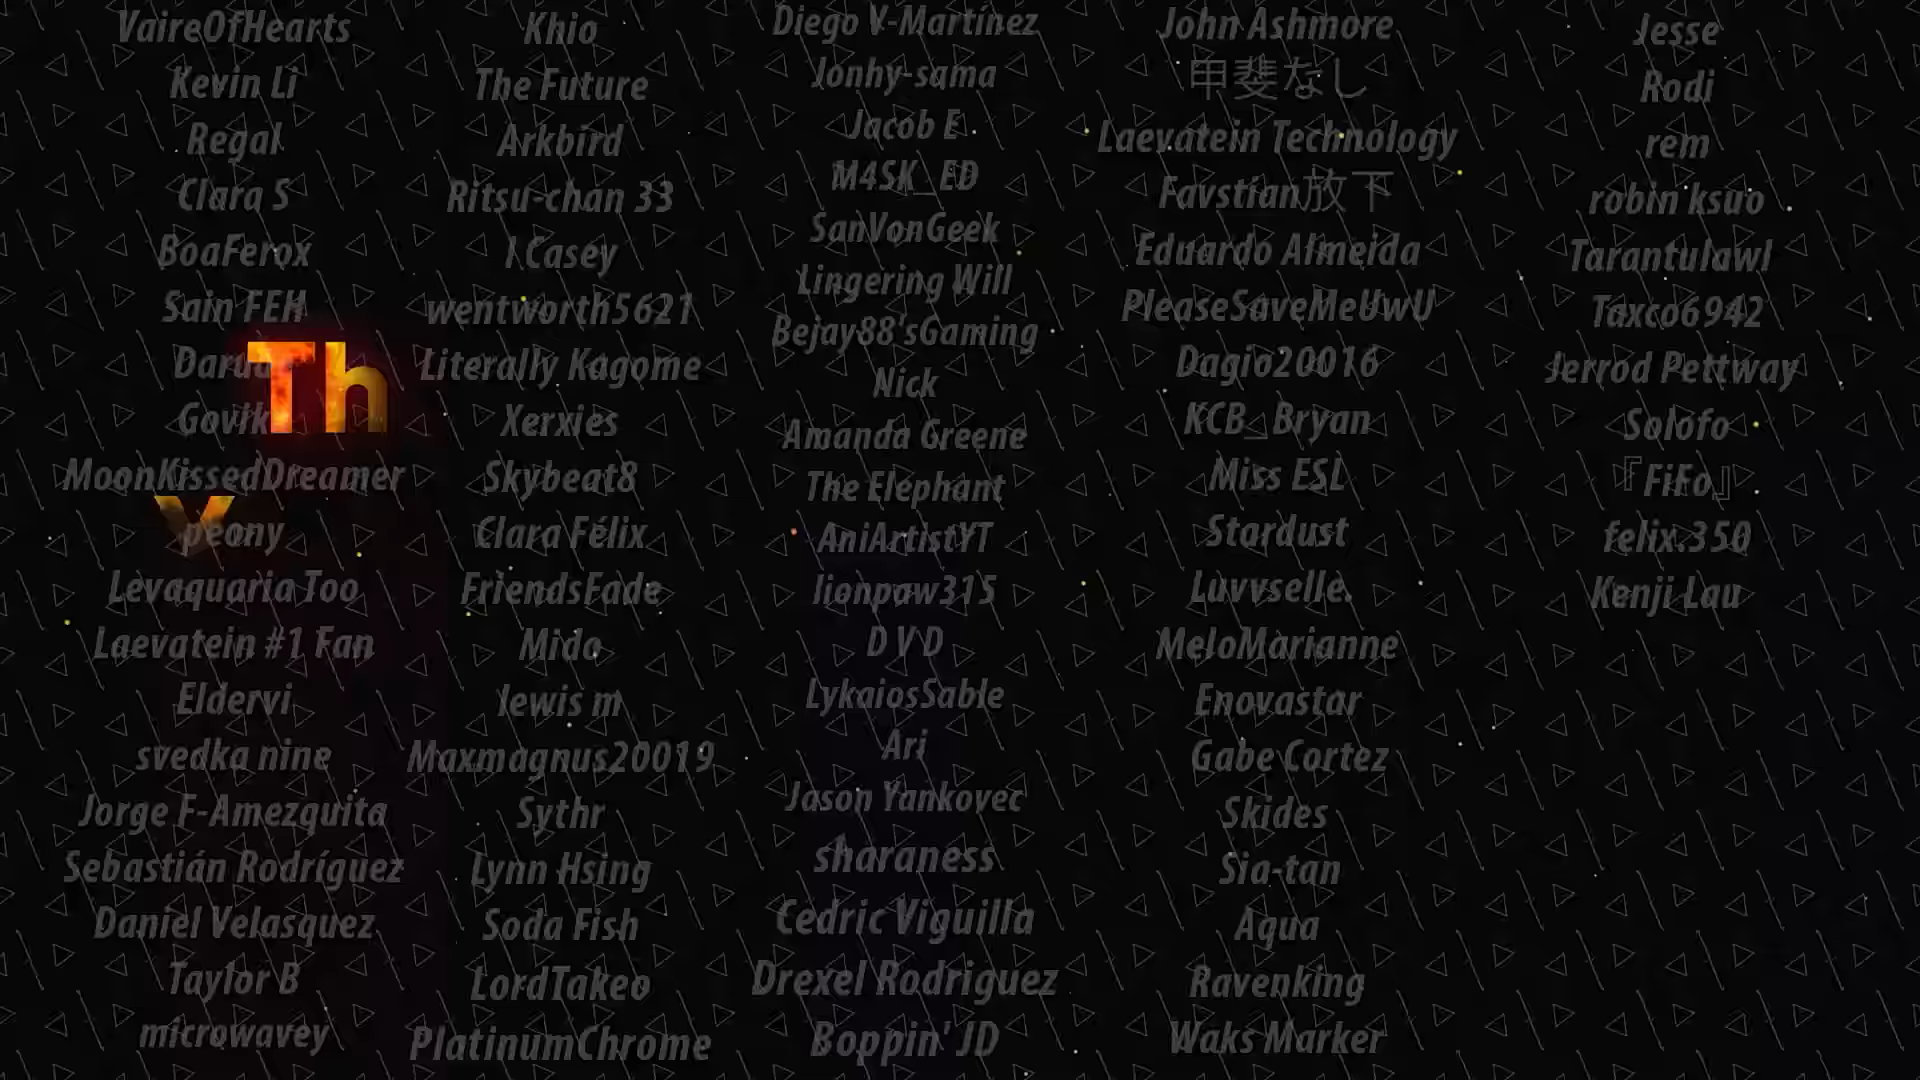 VaireOfHearts
Kevin Li
Regal
Clara S
BoaFerox
Sain FEH
Th
MoonKissedDreamer
peony
Levaquaria Too
Laevatein #1 Fan
Eldervi
svedka nine
Jorge F-Amezquita
Sebastián Rodríguez
Daniel Velasquez
Taylor B
microwavey
Khio
The Future
Arkbird
Ritsu-chan 33
I Casey
wentworth5621
Literally Kagome
Xerxies
Skybeat8
Clara Félix
FriendsFade
Mido
lewis m
Maxmagnus20019
Sythr
Lynn Hsing
Soda Fish
LordTakeo
PlatinumChrome
Diego V-Martínez
Jonhy-sama
Jacob E
M4SK_ED
SanVonGeek
Lingering Will
Bejay88'sGaming
Nick
Amanda Greene
The Elephant
AniArtistYT
lionpaw315
D V D
LykaiosSable
Ari
Jason Yankovec
sharaness
Cedric Viguilla
Drexel Rodriguez
Boppin' JD
John Ashmore
甲斐なし
Laevatein Technology
Favstian放下
Eduardo Almeida
PleaseSaveMeUwU
Dagio20016
KCB_Bryan
Miss ESL
Stardust
Luvvselle.
MeloMarianne
Enovastar
Gabe Cortez
Skides
Sia-tan
Aqua
Ravenking
Waks Marker
Jesse
Rodi
rem
robin ksuo
Tarantulawl
Taxco6942
Jerrod Pettway
Solofo
『FiFo』
felix.350
Kenji Lau